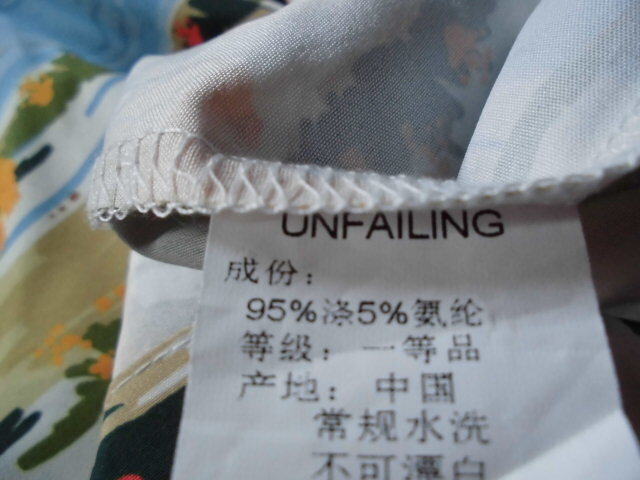 UNFAILING
成份：
95%涤5%氨纶
等级：一等品
产地：中国
常规水洗
不可漂白